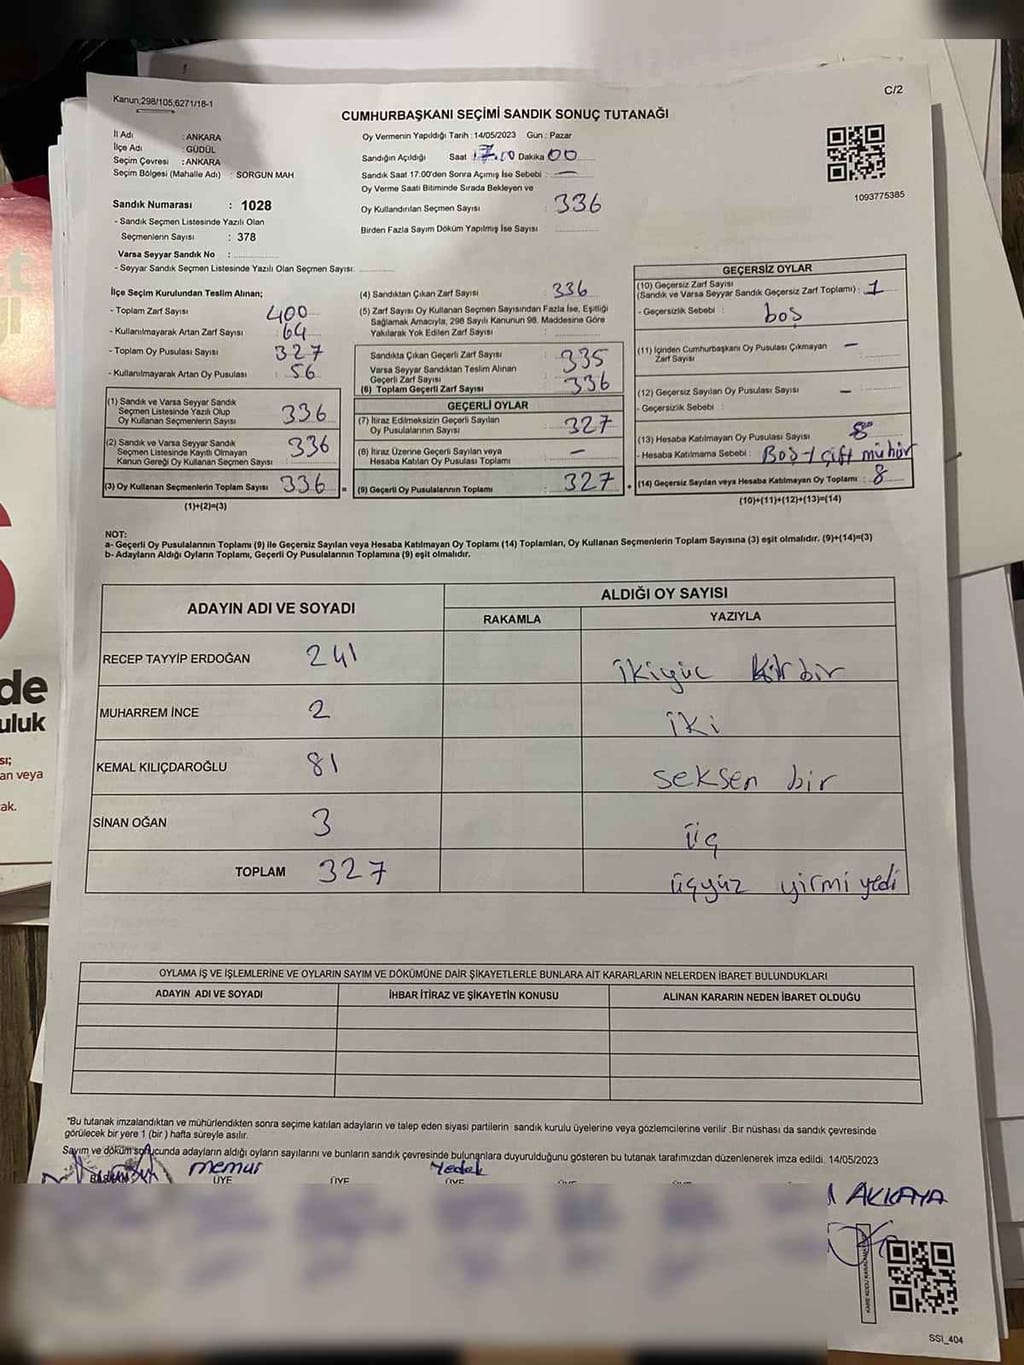 C/2
Kanun;298/105,6271/18-1
CUMHURBAŞKANI SEÇİMİ SANDIK SONUÇ TUTANAĞI
İl Adı : ANKARA
İlçe Adı : GÜDÜL
Seçim Çevresi : ANKARA
Seçim Bölgesi (Mahalle Adı) : SORGUN MAH
Sandık Numarası : 1028
- Sandık Seçmen Listesinde Yazılı Olan
Seçmenlerin Sayısı : 378
Varsa Seyyar Sandık No :
- Seyyar Sandık Seçmen Listesinde Yazılı Olan Seçmen Sayısı:
Oy Vermenin Yapıldığı Tarih : 14/05/2023 Gün : Pazar
Sandığın Açıldığı Saat 17.00 Dakika 00
Sandık Saat 17:00'den Sonra Açımış İse Sebebi : —
Oy Verme Saati Bitiminde Sırada Bekleyen ve
Oy Kullandırılan Seçmen Sayısı : 336
Birden Fazla Sayım Döküm Yapılmış İse Sayısı :
1093775385
İlçe Seçim Kurulundan Teslim Alınan;
- Toplam Zarf Sayısı : 400
- Kullanılmayarak Artan Zarf Sayısı : 64
- Toplam Oy Pusulası Sayısı : 327
- Kullanılmayarak Artan Oy Pusulası : 56
(1) Sandık ve Varsa Seyyar Sandık
Seçmen Listesinde Yazılı Olup
Oy Kullanan Seçmenlerin Sayısı : 336
(2) Sandık ve Varsa Seyyar Sandık
Seçmen Listesinde Kayıtlı Olmayan
Kanun Gereği Oy Kullanan Seçmen Sayısı : 336
(3) Oy Kullanan Seçmenlerin Toplam Sayısı : 336 =
(1)+(2)=(3)
(4) Sandıktan Çıkan Zarf Sayısı : 336
(5) Zarf Sayısı Oy Kullanan Seçmen Sayısından Fazla İse, Eşitliği
Sağlamak Amacıyla; 298 Sayılı Kanunun 98. Maddesine Göre
Yakılarak Yok Edilen Zarf Sayısı :
Sandıkta Çıkan Geçerli Zarf Sayısı : 335
Varsa Seyyar Sandıktan Teslim Alınan
Geçerli Zarf Sayısı : 336
(6) Toplam Geçerli Zarf Sayısı
GEÇERLİ OYLAR
(7) İtiraz Edilmeksizin Geçerli Sayılan
Oy Pusulalarının Sayısı : 327
(8) İtiraz Üzerine Geçerli Sayılan veya
Hesaba Katılan Oy Pusulası Toplamı : —
(9) Geçerli Oy Pusulalarının Toplamı : 327 +
GEÇERSİZ OYLAR
(10) Geçersiz Zarf Sayısı
(Sandık ve Varsa Seyyar Sandık Geçersiz Zarf Toplamı) : 1
- Geçersizlik Sebebi : boş
(11) İçinden Cumhurbaşkanı Oy Pusulası Çıkmayan
Zarf Sayısı : —
(12) Geçersiz Sayılan Oy Pusulası Sayısı : —
- Geçersizlik Sebebi :
(13) Hesaba Katılmayan Oy Pusulası Sayısı : 8
- Hesaba Katılmama Sebebi : Boş-1 çift mühür
(14) Geçersiz Sayılan veya Hesaba Katılmayan Oy Toplamı : 8
(10)+(11)+(12)+(13)=(14)
NOT:
a- Geçerli Oy Pusulalarının Toplamı (9) ile Geçersiz Sayılan veya Hesaba Katılmayan Oy Toplamı (14) Toplamları, Oy Kullanan Seçmenlerin Toplam Sayısına (3) eşit olmalıdır. (9)+(14)=(3)
b- Adayların Aldığı Oyların Toplamı, Geçerli Oy Pusulalarının Toplamına (9) eşit olmalıdır.
ADAYIN ADI VE SOYADI
ALDIĞI OY SAYISI
RAKAMLA YAZIYLA
RECEP TAYYİP ERDOĞAN 241 ikiyüz kırkbir
MUHARREM İNCE 2 iki
KEMAL KILIÇDAROĞLU 81 seksen bir
SİNAN OĞAN 3 üç
TOPLAM 327 üçyüz yirmi yedi
OYLAMA İŞ VE İŞLEMLERİNE VE OYLARIN SAYIM VE DÖKÜMÜNE DAİR ŞİKAYETLERLE BUNLARA AİT KARARLARIN NELERDEN İBARET BULUNDUKLARI
ADAYIN ADI VE SOYADI İHBAR İTİRAZ VE ŞİKAYETİN KONUSU ALINAN KARARIN NEDEN İBARET OLDUĞU
"Bu tutanak imzalandıktan ve mühürlendikten sonra seçime katılan adayların ve talep eden siyasi partilerin sandık kurulu üyelerine veya gözlemcilerine verilir .Bir nüshası da sandık çevresinde
görülecek bir yere 1 (bir ) hafta süreyle asılır.
Sayım ve döküm sonucunda adayların aldığı oyların sayılarını ve bunların sandık çevresinde bulunanlara duyurulduğunu gösteren bu tutanak tarafımızdan düzenlenerek imza edildi. 14/05/2023
memur Yedek
BAŞKAN ÜYE ÜYE ÜYE ÜYE ÜYE
AKKAYA
SSI_404
de
uluk
an veya
ak.